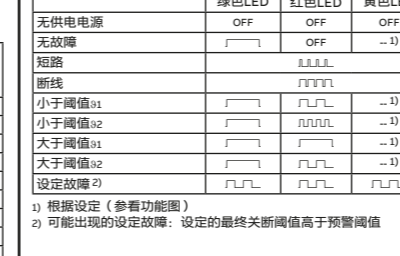 绿色LED 红色LED 黄色LE
无供电电源 OFF OFF OFF
无故障 OFF -- 1)
短路
断线
小于阈值ϑ1 -- 1)
小于阈值ϑ2 -- 1)
大于阈值ϑ1 -- 1)
大于阈值ϑ2 -- 1)
设定故障 2)
1) 根据设定（参看功能图）
2) 可能出现的设定故障：设定的最终关断阈值高于预警阈值